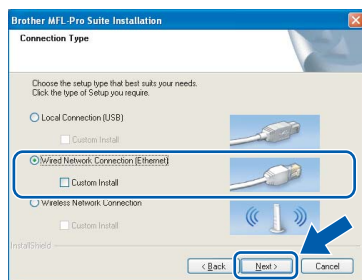 Brother MFL-Pro Suite Installation
Connection Type
Choose the setup type that best suits your needs.
Click the type of Setup you require.
Local Connection (USB)
Custom Install
Wired Network Connection (Ethernet)
Custom Install
Wireless Network Connection
Custom Install
InstallShield
< Back
Next >
Cancel